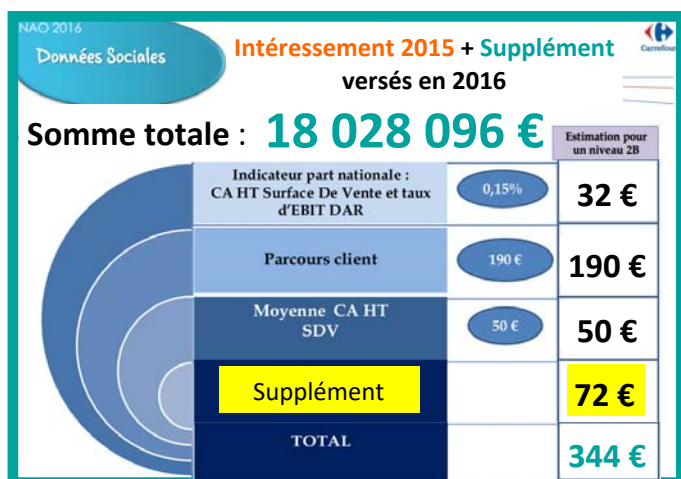 NAO 2016
Données Sociales
Intéressement 2015 + Supplément
versés en 2016
Carrefour
Somme totale : 18 028 096 €
Estimation pour
un niveau 2B
Indicateur part nationale :
CA HT Surface De Vente et taux
d'EBIT DAR
0,15%
32 €
Parcours client
190 €
190 €
Moyenne CA HT
SDV
50 €
50 €
Supplément
72 €
TOTAL
344 €